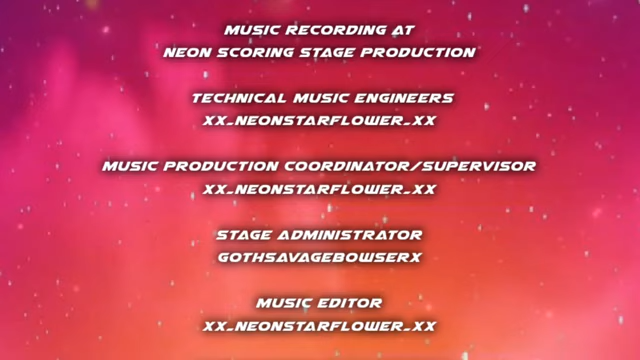 MUSIC RECORDING AT
NEON SCORING STAGE PRODUCTION
TECHNICAL MUSIC ENGINEERS
XX_NEONSTARFLOWER_XX
MUSIC PRODUCTION COORDINATOR/SUPERVISOR
XX_NEONSTARFLOWER_XX
STAGE ADMINISTRATOR
GOTHSAVAGEBOWSERX
MUSIC EDITOR
XX_NEONSTARFLOWER_XX